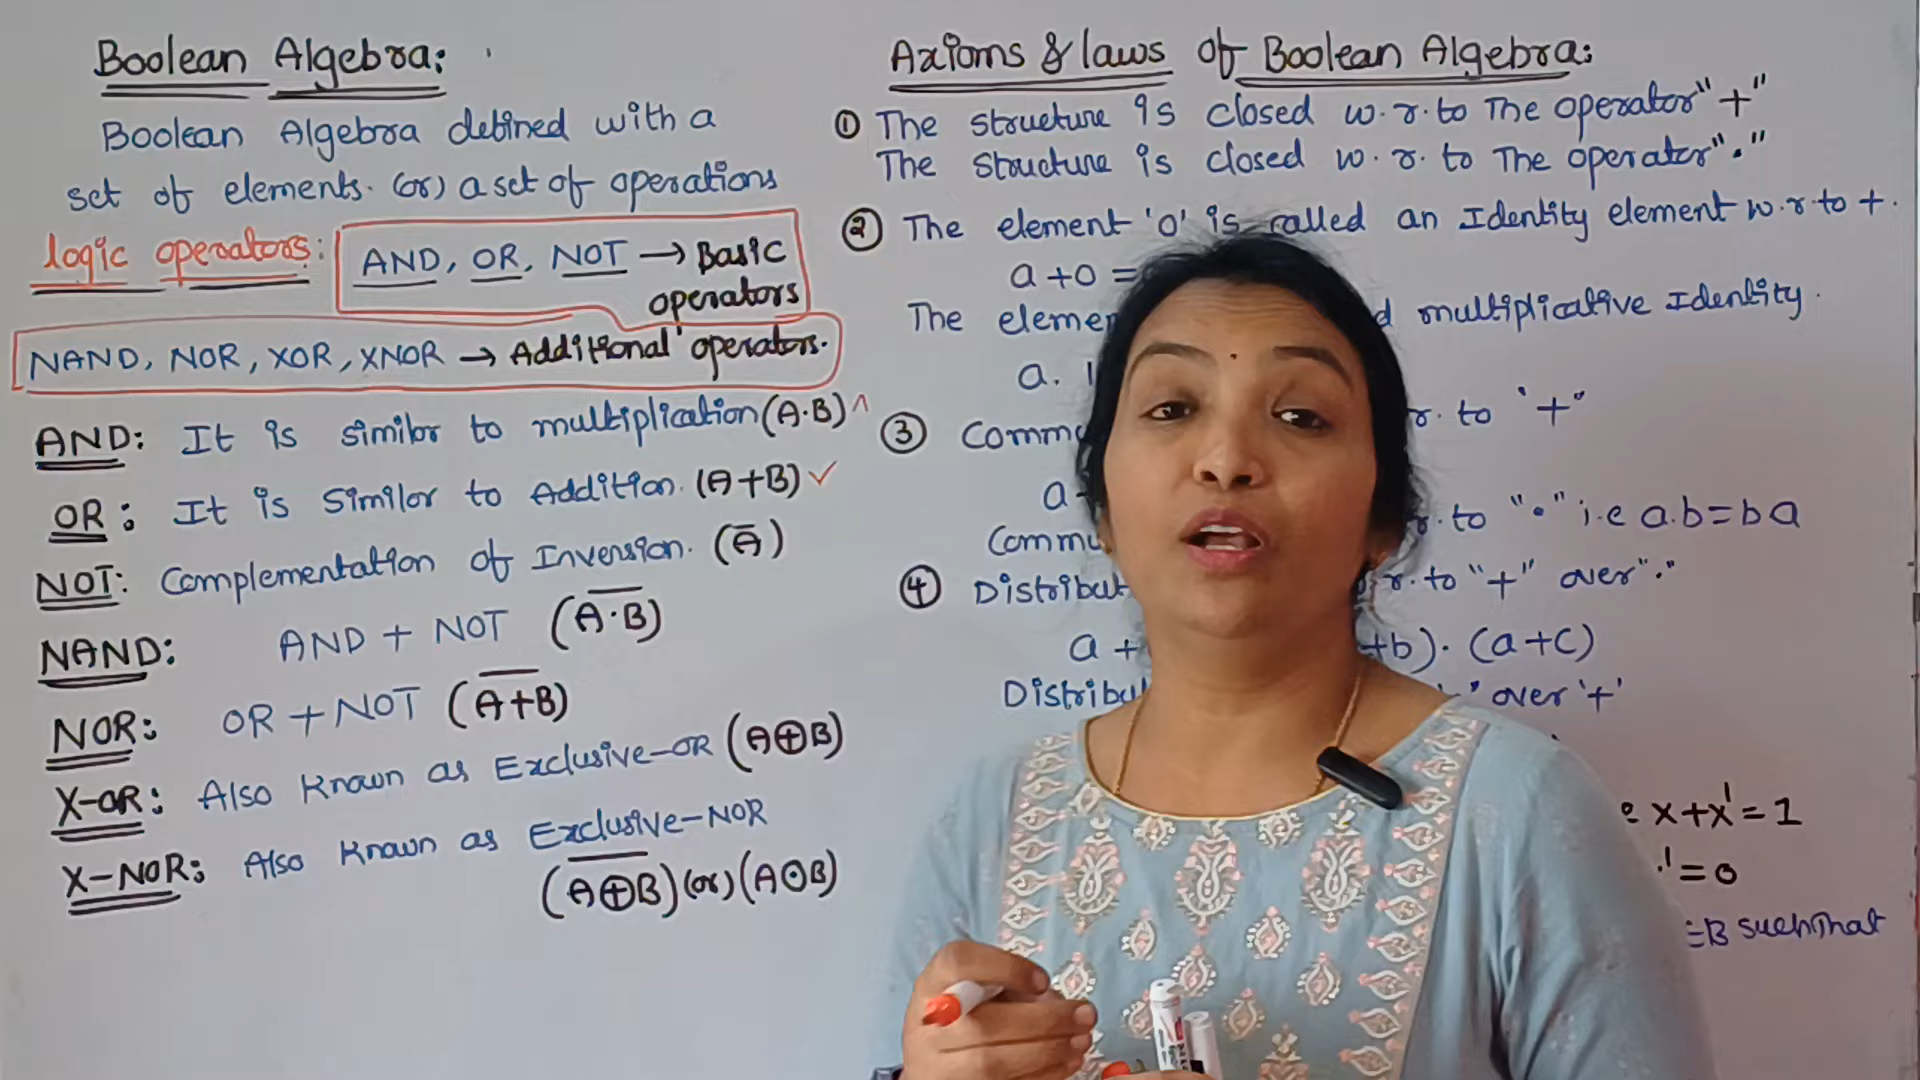 Boolean Algebra:
Boolean Algebra defined with a
set of elements. (or) a set of operations
logic operators: AND, OR, NOT → Basic
operators
NAND, NOR, XOR, XNOR → Additional operators.
AND: It is similar to multiplication (A·B) ^
OR: It is Similar to Addition. (A+B) ✓
NOT: Complementation of Inversion. (A̅)
NAND: AND + NOT (\overline{A·B})
NOR: OR + NOT (\overline{A+B})
X-OR: Also Known as Exclusive-OR (A⊕B)
X-NOR: Also Known as Exclusive-NOR
(\overline{A⊕B}) (or) (A⊙B)
Axioms & laws of Boolean Algebra:
① The structure is closed w.r.to The operator "+"
The structure is closed w.r.to The operator "·"
② The element '0' is called an Identity element w.r.to +.
a+0 =
The multiplicative Identity.
a. 1
③ r. to '+"
a
r. to "·" i.e a.b=ba
④ r. to "+" over "·"
a + +b). (a+c)
over '+'
x+x' = 1
' = 0
=B such that